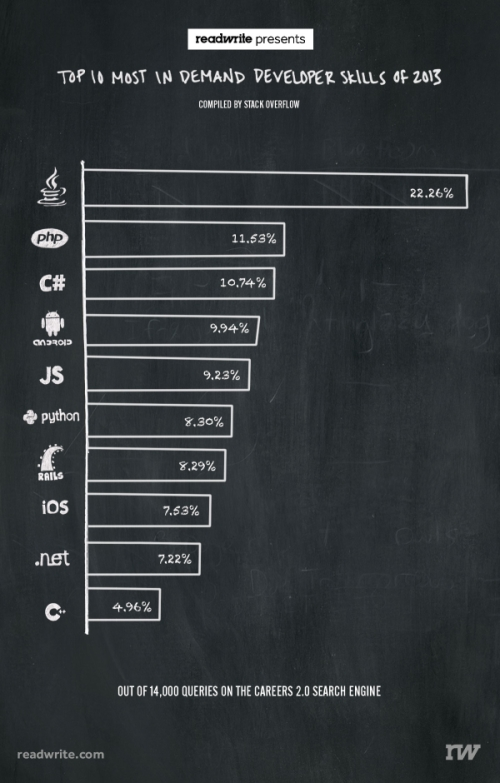 readwrite presents
TOP 10 MOST IN DEMAND DEVELOPER SKILLS OF 2013
COMPILED BY STACK OVERFLOW
22.26%
php
11.53%
C#
10.74%
ANDROID
9.94%
JS
9.23%
python
8.30%
RAILS
8.29%
iOS
7.53%
.net
7.22%
C++
4.96%
OUT OF 14,000 QUERIES ON THE CAREERS 2.0 SEARCH ENGINE
readwrite.com
rw